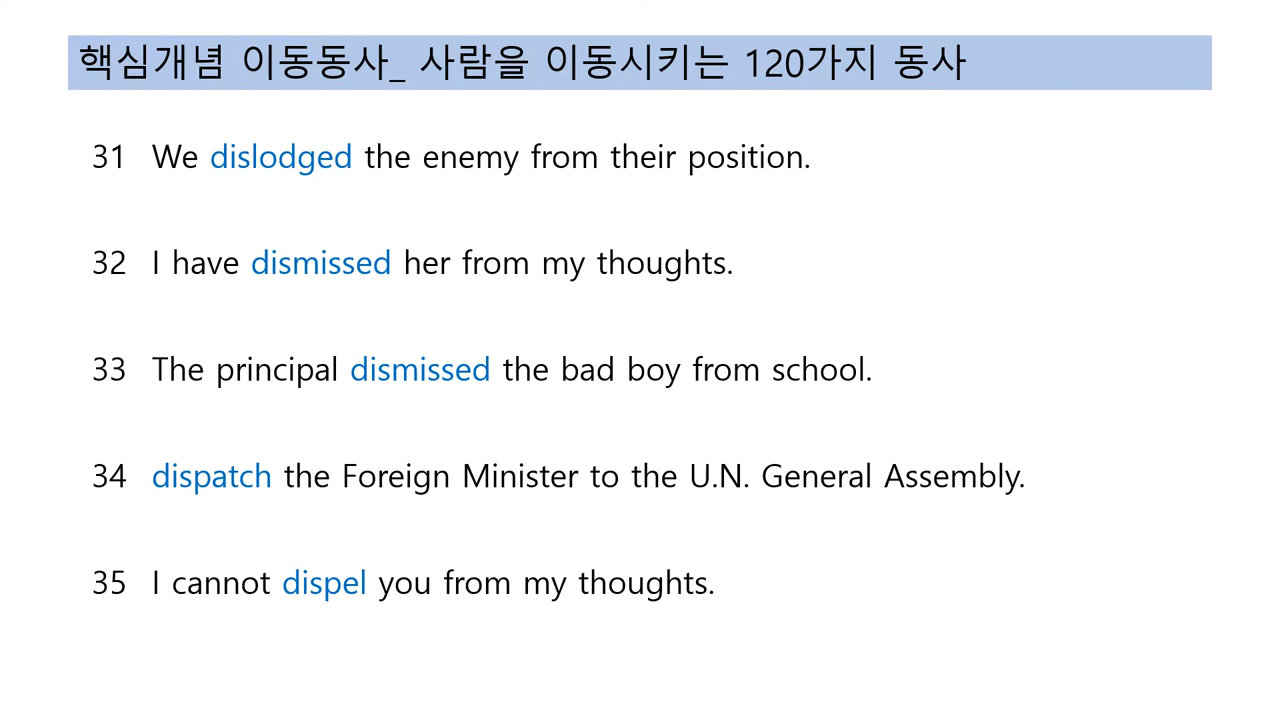 핵심개념 이동동사_ 사람을 이동시키는 120가지 동사
31 We dislodged the enemy from their position.
32 I have dismissed her from my thoughts.
33 The principal dismissed the bad boy from school.
34 dispatch the Foreign Minister to the U.N. General Assembly.
35 I cannot dispel you from my thoughts.